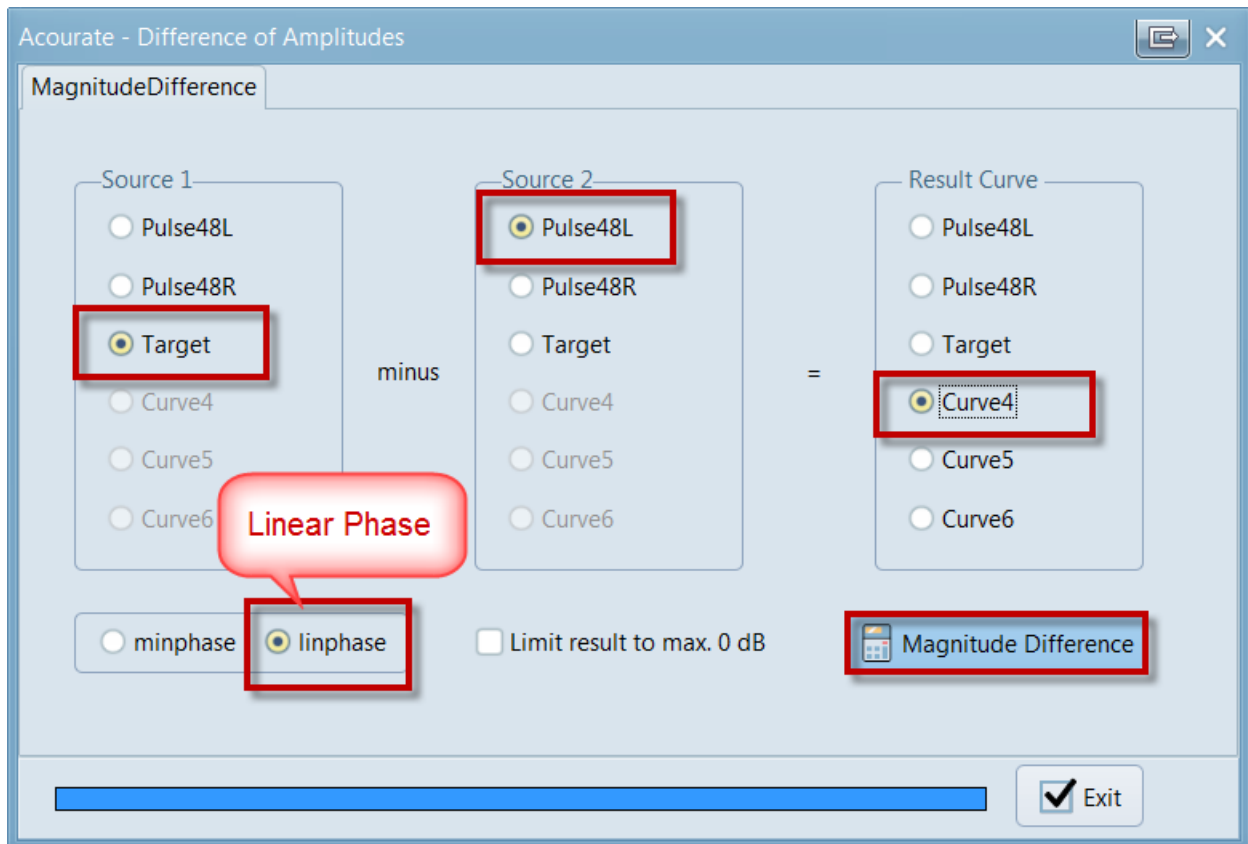 Acourate - Difference of Amplitudes
MagnitudeDifference
Source 1
Pulse48L
Pulse48R
Target
Curve4
Curve5
Curve6
minus
Source 2
Pulse48L
Pulse48R
Target
Curve4
Curve5
Curve6
=
Result Curve
Pulse48L
Pulse48R
Target
Curve4
Curve5
Curve6
Linear Phase
minphase
linphase
Limit result to max. 0 dB
Magnitude Difference
Exit